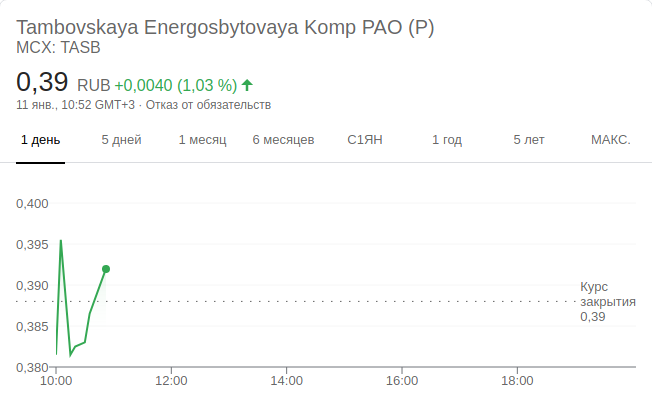 Tambovskaya Energosbytovaya Komp PAO (P)
MCX: TASB
0,39 RUB +0,0040 (1,03 %)
11 янв., 10:52 GMT+3 · Отказ от обязательств
1 день 5 дней 1 месяц 6 месяцев С1ЯН 1 год 5 лет МАКС.
0,400
0,395
0,390
0,385
0,380
Курс
закрытия
0,39
10:00 12:00 14:00 16:00 18:00